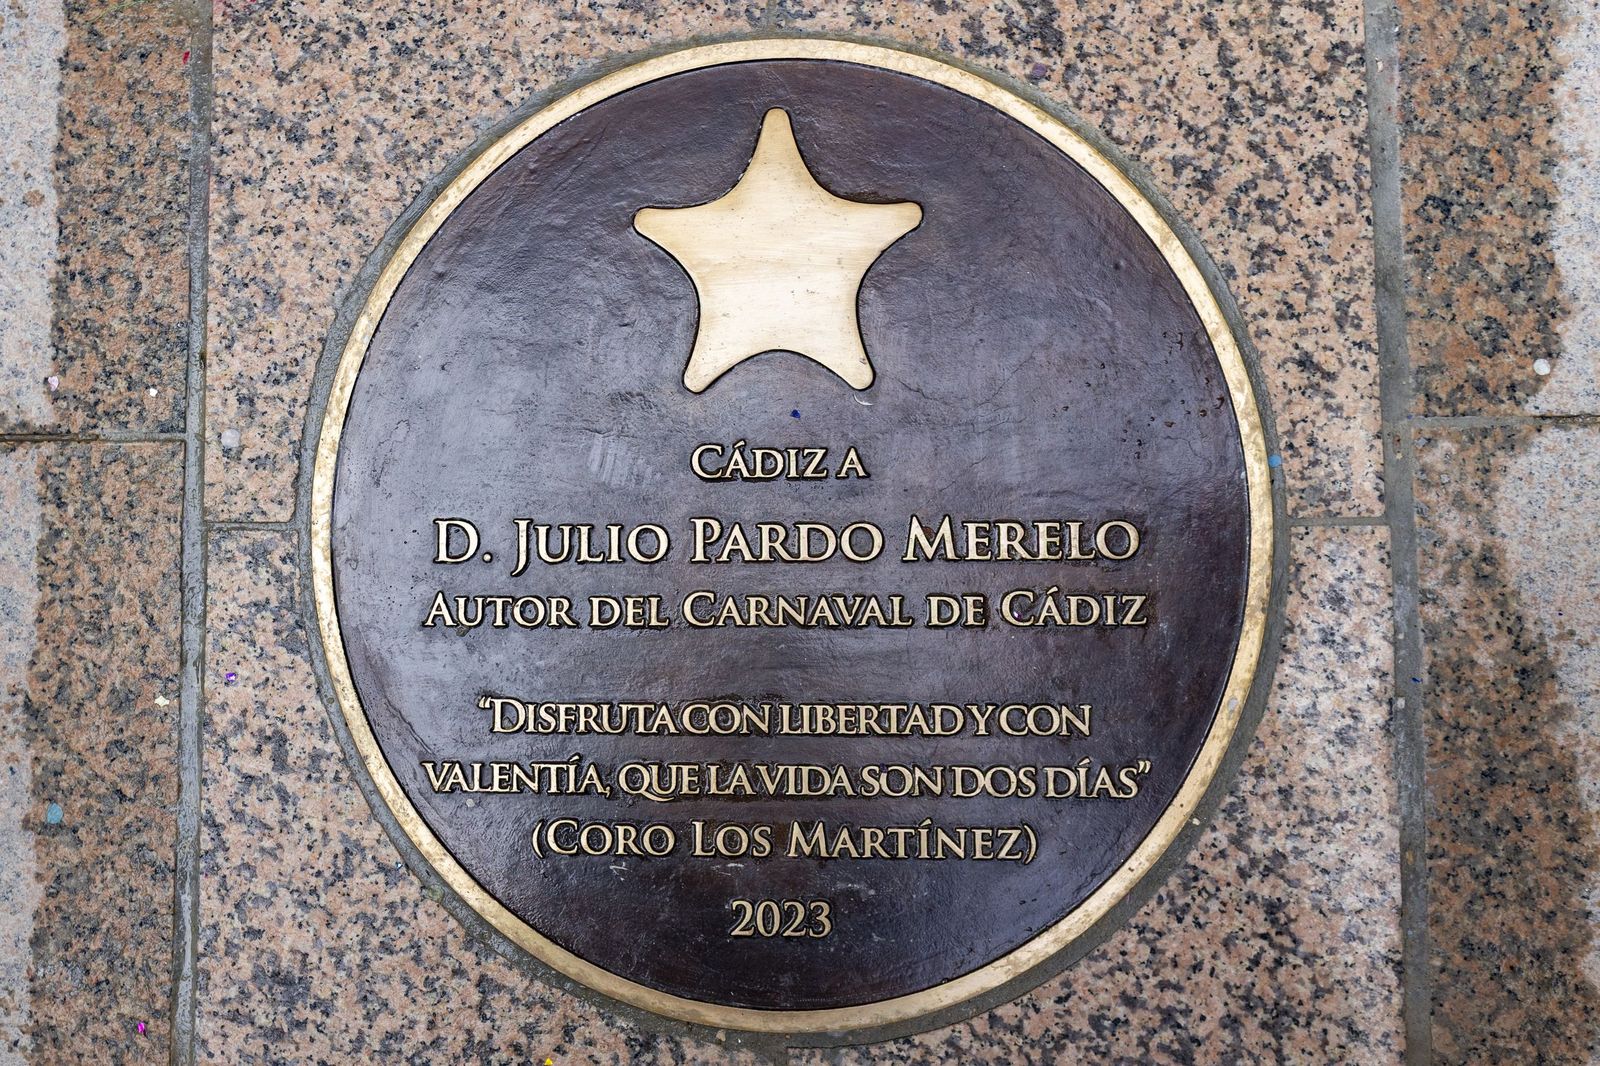 CÁDIZ A
D. JULIO PARDO MERELO
AUTOR DEL CARNAVAL DE CÁDIZ
“DISFRUTA CON LIBERTAD Y CON
VALENTÍA, QUE LA VIDA SON DOS DÍAS”
(CORO LOS MARTÍNEZ)
2023